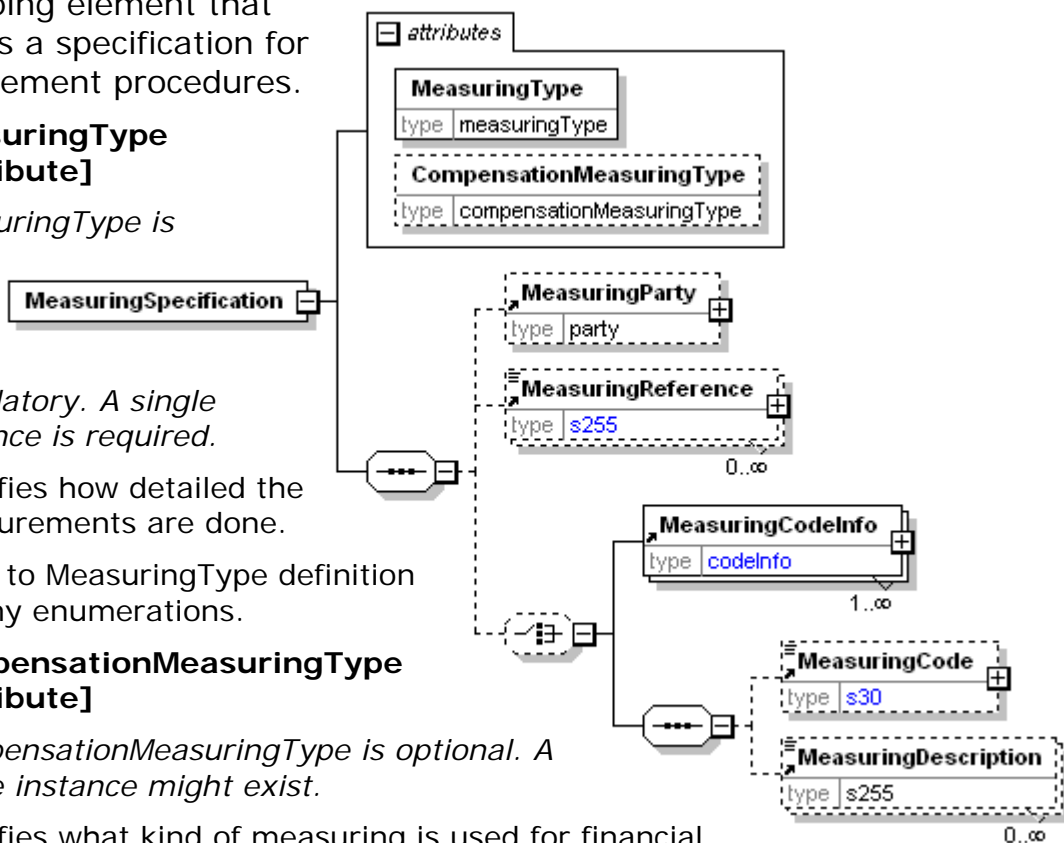 ping element that
s a specification for
ement procedures.
suringType
ibute]
uringType is
latory. A single
nce is required.
fies how detailed the
urements are done.
to MeasuringType definition
ny enumerations.
pensationMeasuringType
ibute]
pensationMeasuringType is optional. A
e instance might exist.
fies what kind of measuring is used for financial
attributes
MeasuringType
type measuringType
CompensationMeasuringType
type compensationMeasuringType
MeasuringSpecification
MeasuringParty
type party
MeasuringReference
type s255
0..∞
MeasuringCodeInfo
type codeInfo
1..∞
MeasuringCode
type s30
MeasuringDescription
type s255
0..∞